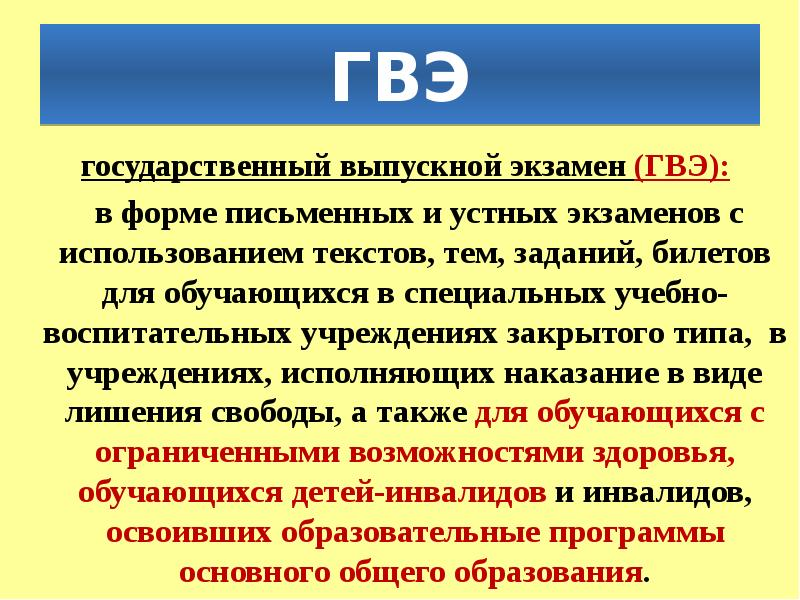 ГВЭ
государственный выпускной экзамен (ГВЭ):
в форме письменных и устных экзаменов с
использованием текстов, тем, заданий, билетов
для обучающихся в специальных учебно-
воспитательных учреждениях закрытого типа, в
учреждениях, исполняющих наказание в виде
лишения свободы, а также для обучающихся с
ограниченными возможностями здоровья,
обучающихся детей-инвалидов и инвалидов,
освоивших образовательные программы
основного общего образования.